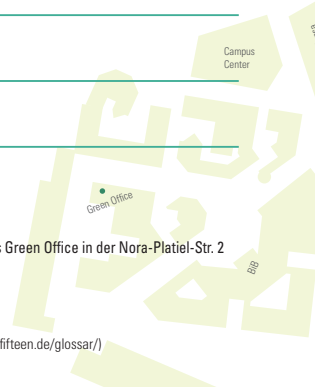 Campus
Center
Green Office
s Green Office in der Nora-Platiel-Str. 2
BIB
fifteen.de/glossar/)